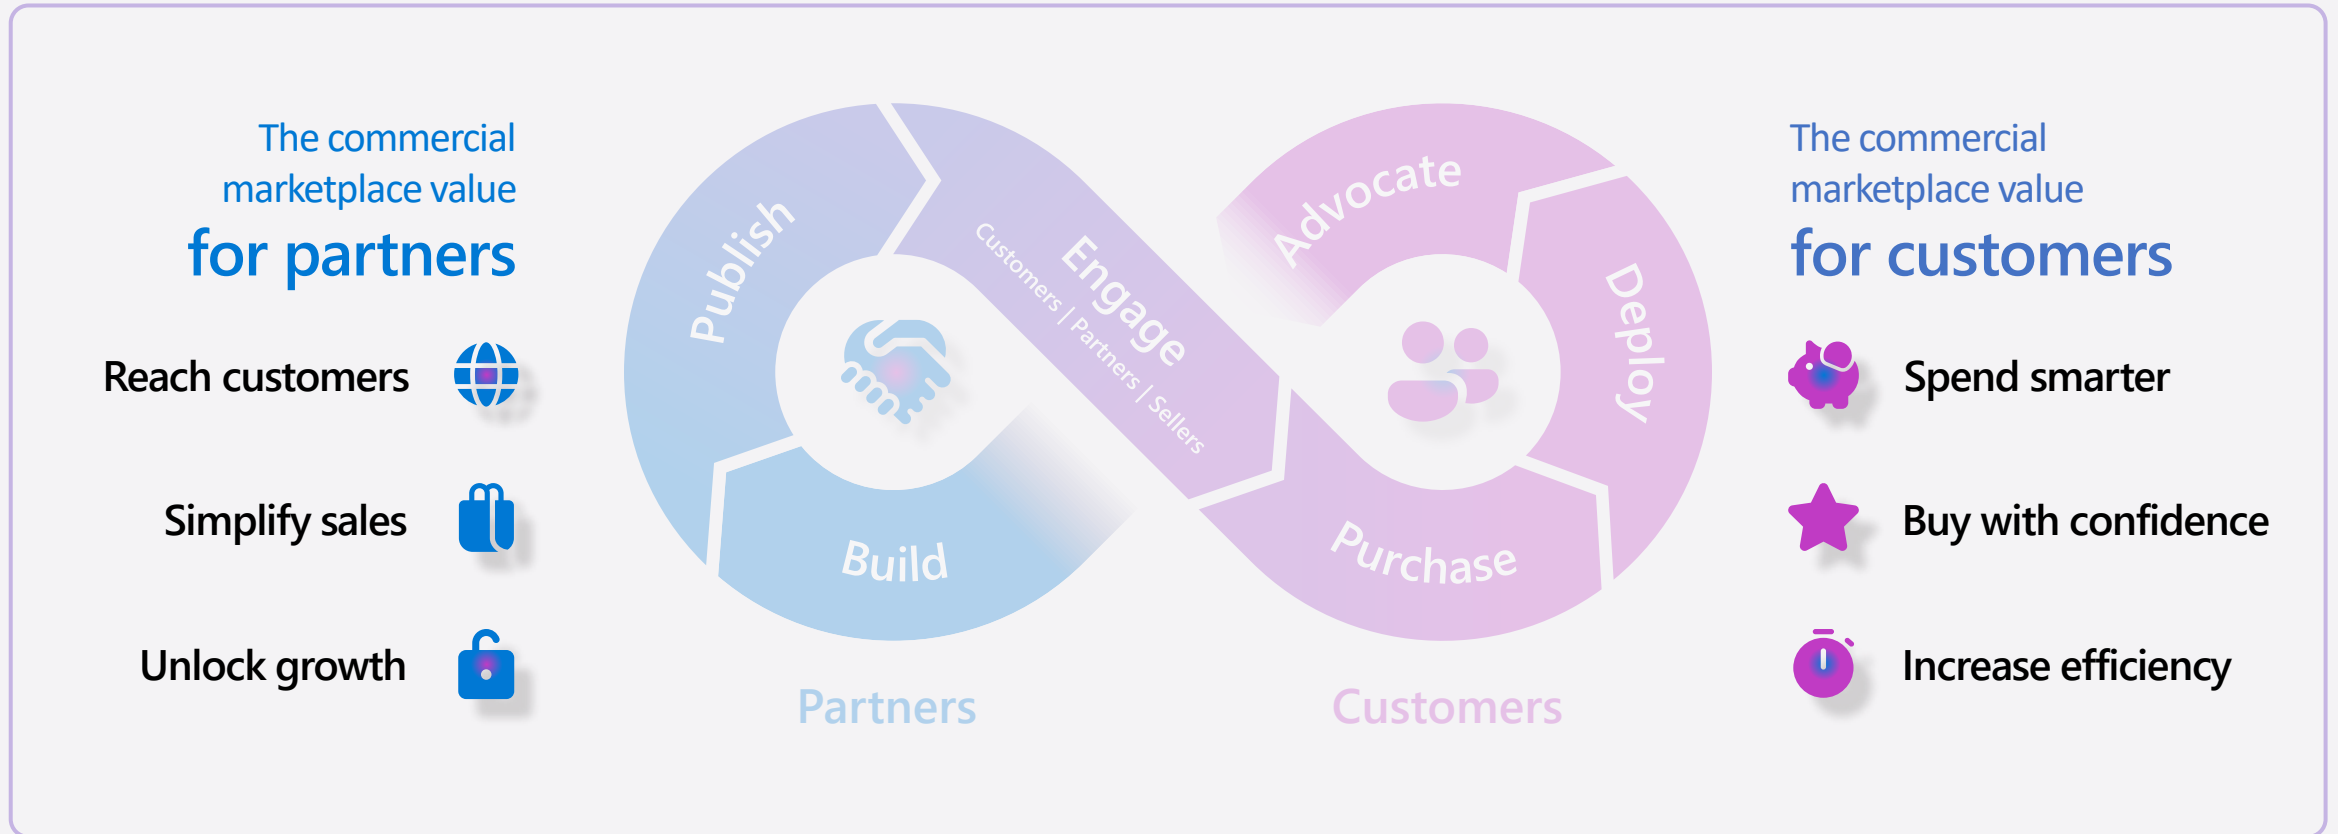 The commercial
marketplace value
for partners
Reach customers
Simplify sales
Unlock growth
Publish
Build
Engage
Customers | Partners | Sellers
Advocate
Deploy
Purchase
Partners
Customers
The commercial
marketplace value
for customers
Spend smarter
Buy with confidence
Increase efficiency